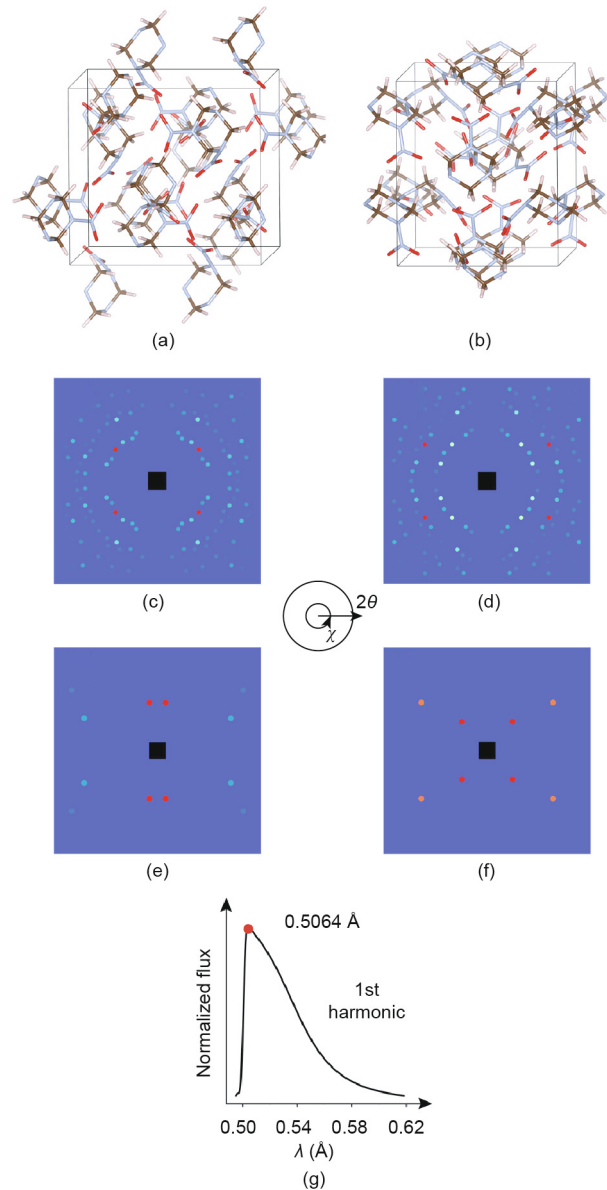 (a)
(b)
(c)
(d)
2θ
χ
(e)
(f)
0.5064 Å
1st
harmonic
Normalized flux
0.50 0.54 0.58 0.62
λ (Å)
(g)